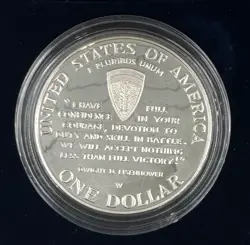 UNITED STATES OF AMERICA
E PLURIBUS UNUM
"I HAVE FULL
CONFIDENCE IN YOUR
COURAGE, DEVOTION TO
DUTY AND SKILL IN BATTLE.
WE WILL ACCEPT NOTHING
LESS THAN FULL VICTORY!"
DWIGHT D. EISENHOWER
W
ONE DOLLAR